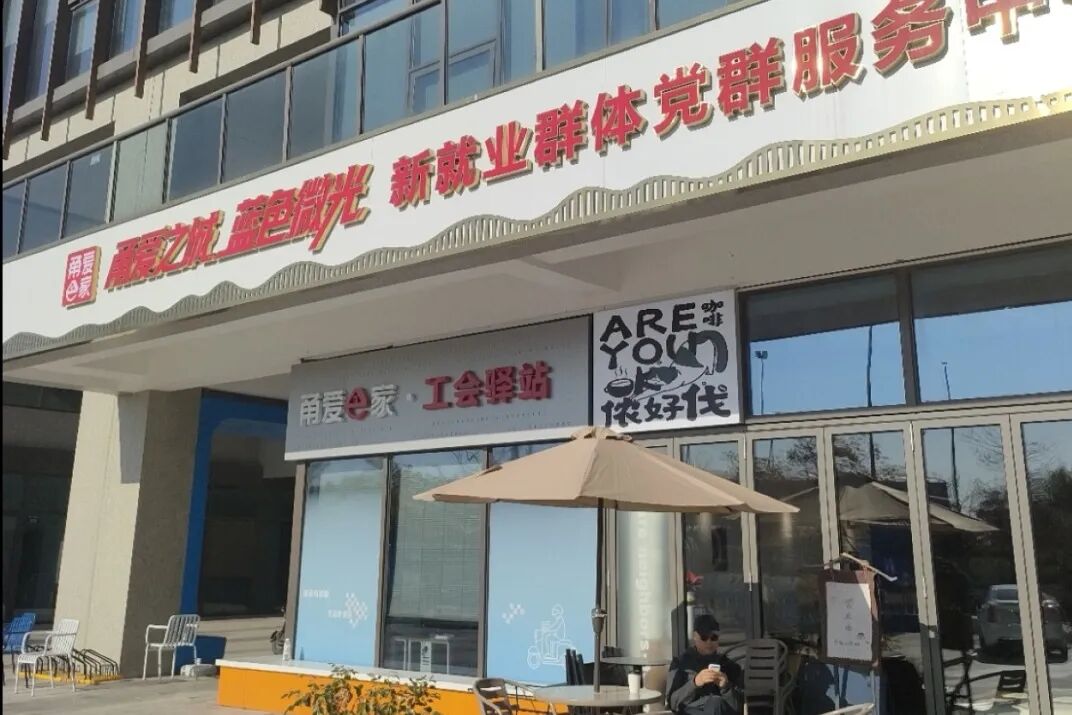 甬爱e家
甬爱之城 蓝色微光 新就业群体党群服务中
甬爱e家·工会驿站
咖啡
ARE
YOU
OK
侬好伐